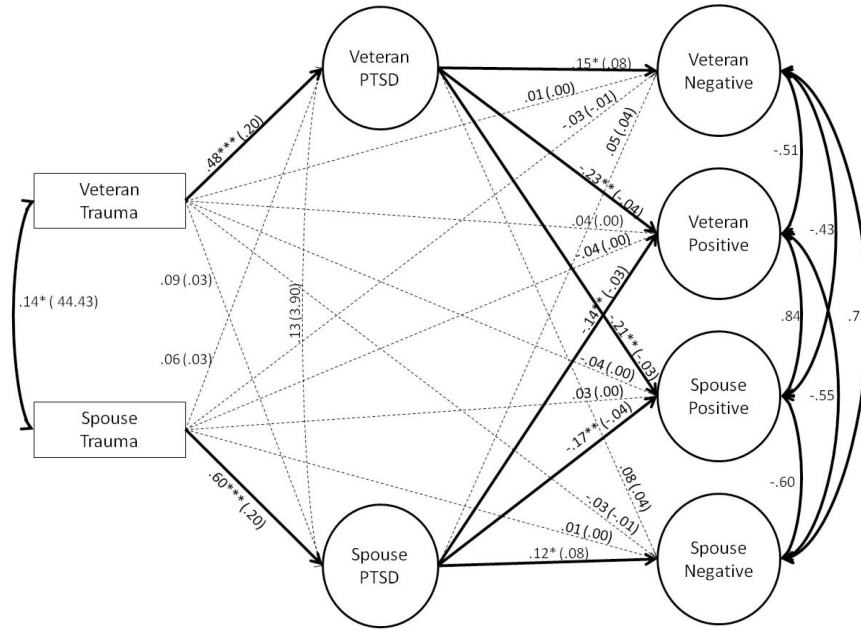 Veteran
PTSD
Veteran
Negative
.15* (.08)
.01 (.00)
-.03 (-.01)
.05 (.04)
.48*** (.20)
-.51
Veteran
Trauma
-.23** (-.04)
Veteran
Positive
.04 (.00)
-.04 (.00)
-.43
.09 (.03)
.14* ( 44.43)
.13 (3.90)
-.14** (-.03)
-.21** (-.03)
.84
.7
.06 (.03)
-.04 (.00)
.03 (.00)
Spouse
Positive
-.55
Spouse
Trauma
-.17** (-.04)
.60*** (.20)
.08 (.04)
-.03 (-.01)
-.60
.01 (.00)
Spouse
PTSD
.12* (.08)
Spouse
Negative